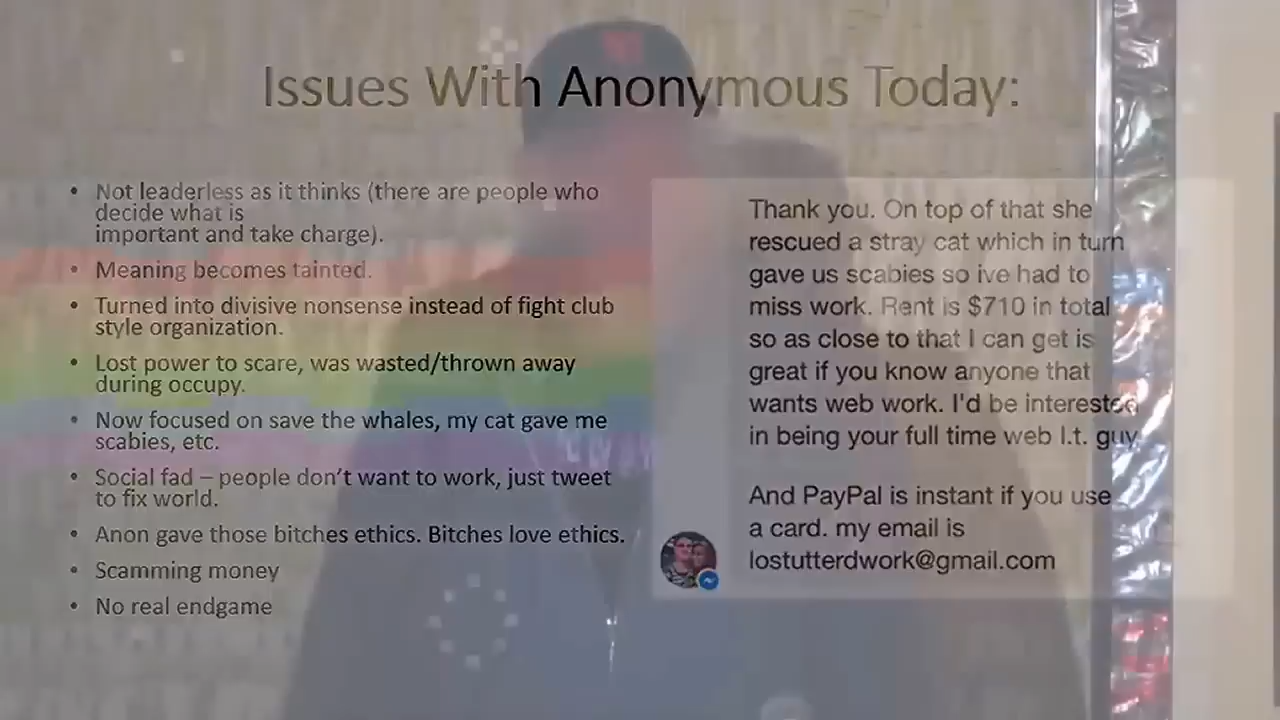 Issues With Anonymous Today:
• Not leaderless as it thinks (there are people who
decide what is
important and take charge).
• Meaning becomes tainted.
• Turned into divisive nonsense instead of fight club
style organization.
• Lost power to scare, was wasted/thrown away
during occupy.
• Now focused on save the whales, my cat gave me
scabies, etc.
• Social fad – people don't want to work, just tweet
to fix world.
• Anon gave those bitches ethics. Bitches love ethics.
• Scamming money
• No real endgame
Thank you. On top of that she
rescued a stray cat which in turn
gave us scabies so ive had to
miss work. Rent is $710 in total
so as close to that I can get is
great if you know anyone that
wants web work. I'd be interested
in being your full time web I.t. guy
And PayPal is instant if you use
a card. my email is
lostutterdwork@gmail.com